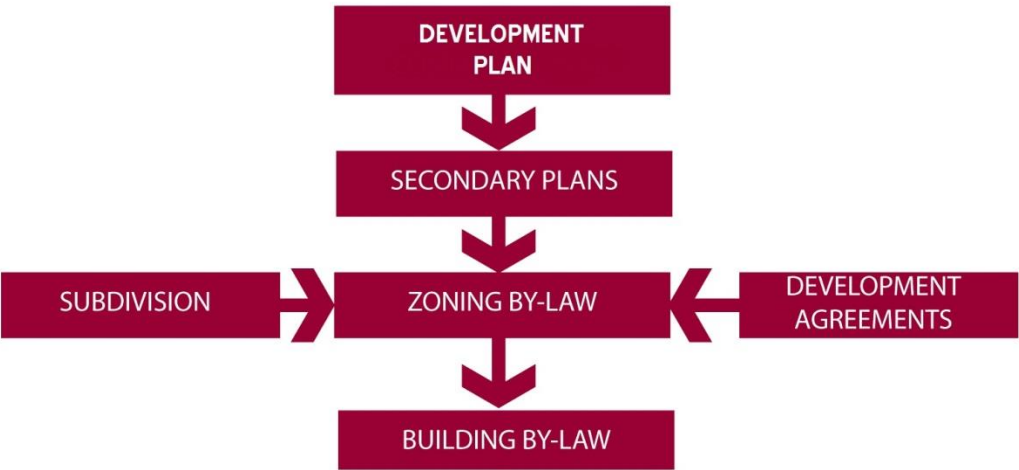 DEVELOPMENT
PLAN
SECONDARY PLANS
SUBDIVISION
ZONING BY-LAW
DEVELOPMENT
AGREEMENTS
BUILDING BY-LAW